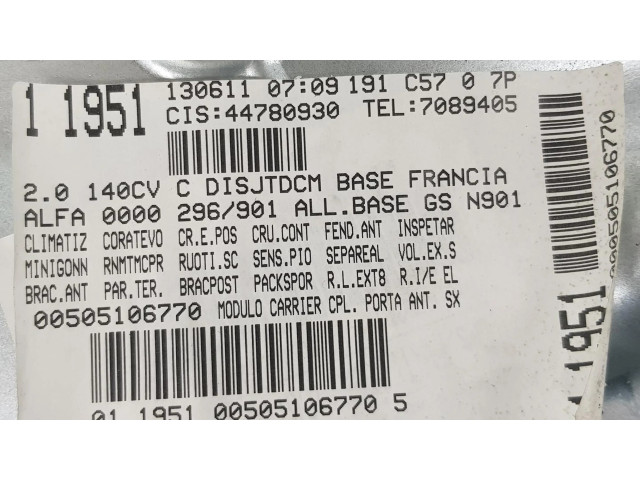 1 1951 130611 07:09 191 C57 0 7P
CIS:44780930 TEL:7089405
2.0 140CV C DISJTDCM BASE FRANCIA
ALFA 0000 296/901 ALL.BASE GS N901
CLIMATIZ CORATEVO CR.E.POS CRU.CONT FEND.ANT INSPETAR
MINIGONN RNMTMCPR RUOTI.SC SENS.PIO SEPAREAL VOL.EX.S
BRAC.ANT PAR.TER. BRACPOST PACKSPOR R.L.EXT8 R.I/E EL
00505106770 MODULO CARRIER CPL. PORTA ANT. SX
01 1951 00505106770 5
00505106770
1 1951